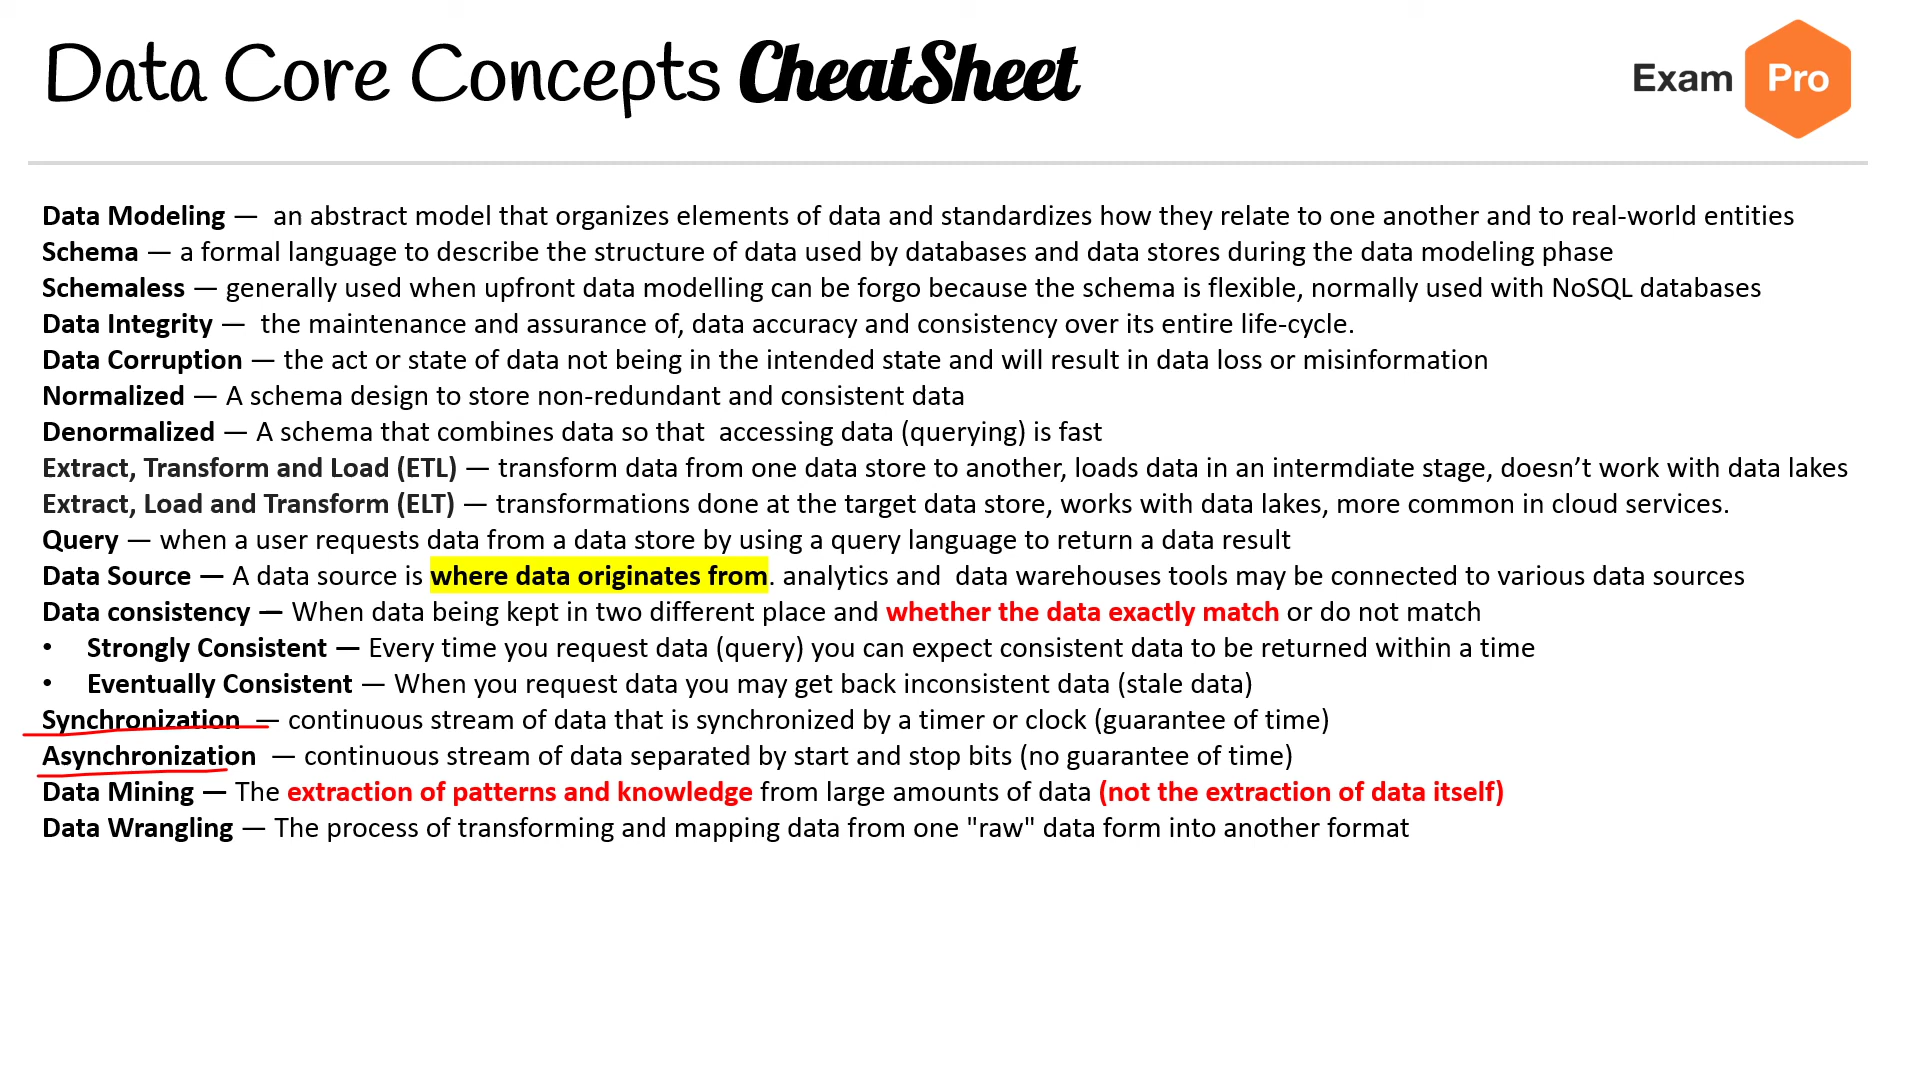 Data Core Concepts CheatSheet
Exam Pro
Data Modeling — an abstract model that organizes elements of data and standardizes how they relate to one another and to real-world entities
Schema — a formal language to describe the structure of data used by databases and data stores during the data modeling phase
Schemaless — generally used when upfront data modelling can be forgo because the schema is flexible, normally used with NoSQL databases
Data Integrity — the maintenance and assurance of, data accuracy and consistency over its entire life-cycle.
Data Corruption — the act or state of data not being in the intended state and will result in data loss or misinformation
Normalized — A schema design to store non-redundant and consistent data
Denormalized — A schema that combines data so that accessing data (querying) is fast
Extract, Transform and Load (ETL) — transform data from one data store to another, loads data in an intermdiate stage, doesn’t work with data lakes
Extract, Load and Transform (ELT) — transformations done at the target data store, works with data lakes, more common in cloud services.
Query — when a user requests data from a data store by using a query language to return a data result
Data Source — A data source is where data originates from. analytics and data warehouses tools may be connected to various data sources
Data consistency — When data being kept in two different place and whether the data exactly match or do not match
• Strongly Consistent — Every time you request data (query) you can expect consistent data to be returned within a time
• Eventually Consistent — When you request data you may get back inconsistent data (stale data)
Synchronization — continuous stream of data that is synchronized by a timer or clock (guarantee of time)
Asynchronization — continuous stream of data separated by start and stop bits (no guarantee of time)
Data Mining — The extraction of patterns and knowledge from large amounts of data (not the extraction of data itself)
Data Wrangling — The process of transforming and mapping data from one "raw" data form into another format